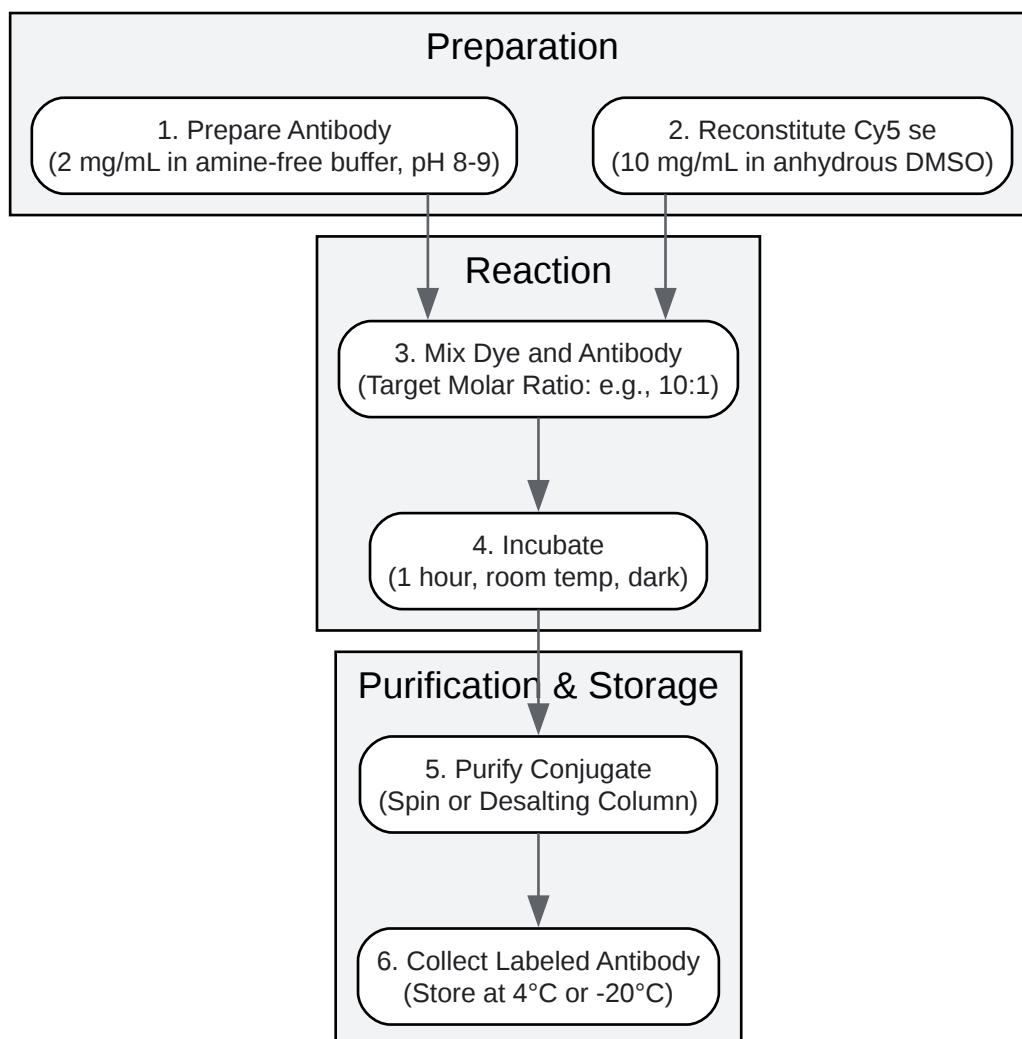 Preparation
1. Prepare Antibody
(2 mg/mL in amine-free buffer, pH 8-9)
2. Reconstitute Cy5 se
(10 mg/mL in anhydrous DMSO)
Reaction
3. Mix Dye and Antibody
(Target Molar Ratio: e.g., 10:1)
4. Incubate
(1 hour, room temp, dark)
Purification & Storage
5. Purify Conjugate
(Spin or Desalting Column)
6. Collect Labeled Antibody
(Store at 4°C or -20°C)